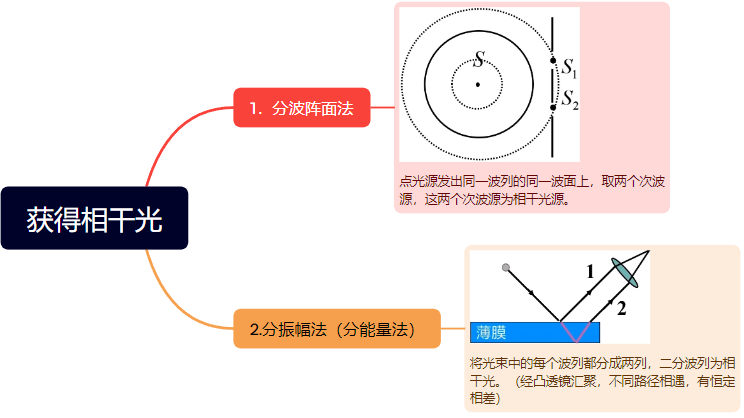 获得相干光
1. 分波阵面法
S
S1
S2
点光源发出同一波列的同一波面上，取两个次波
源，这两个次波源为相干光源。
2.分振幅法（分能量法）
1
2
薄膜
将光束中的每个波列都分成两列，二分波列为相
干光。（经凸透镜汇聚，不同路径相遇，有恒定
相差）